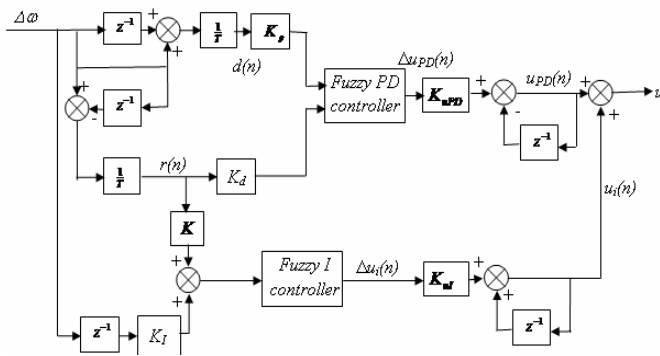 Δω
z⁻¹
+
+
1/T
K_p
d(n)
Fuzzy PD
controller
Δu_PD(n)
K_uPD
+
-
u_PD(n)
+
+
u
z⁻¹
+
-
z⁻¹
1/T
r(n)
K_d
K
+
+
Fuzzy I
controller
Δu_i(n)
K_uI
+
+
u_i(n)
z⁻¹
z⁻¹
K_I